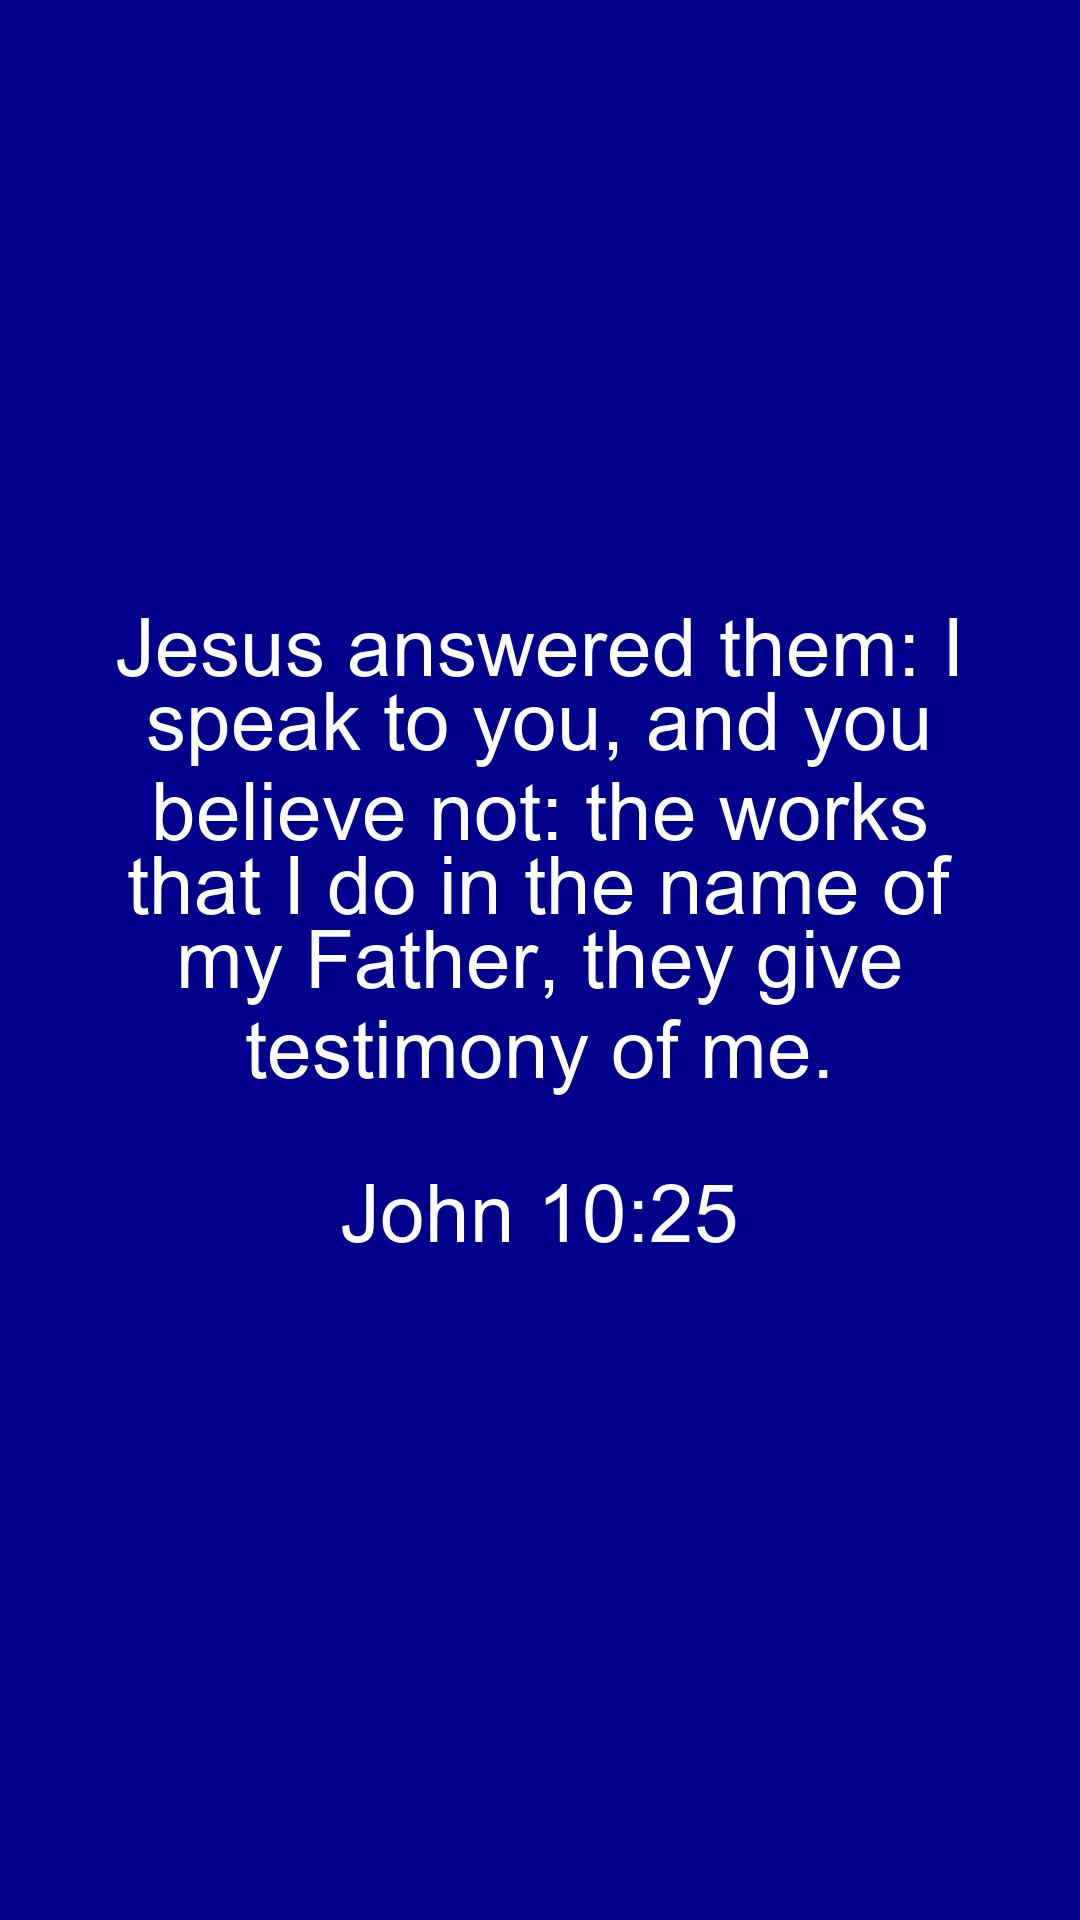 Jesus answered them: I
speak to you, and you
believe not: the works
that I do in the name of
my Father, they give
testimony of me.
John 10:25